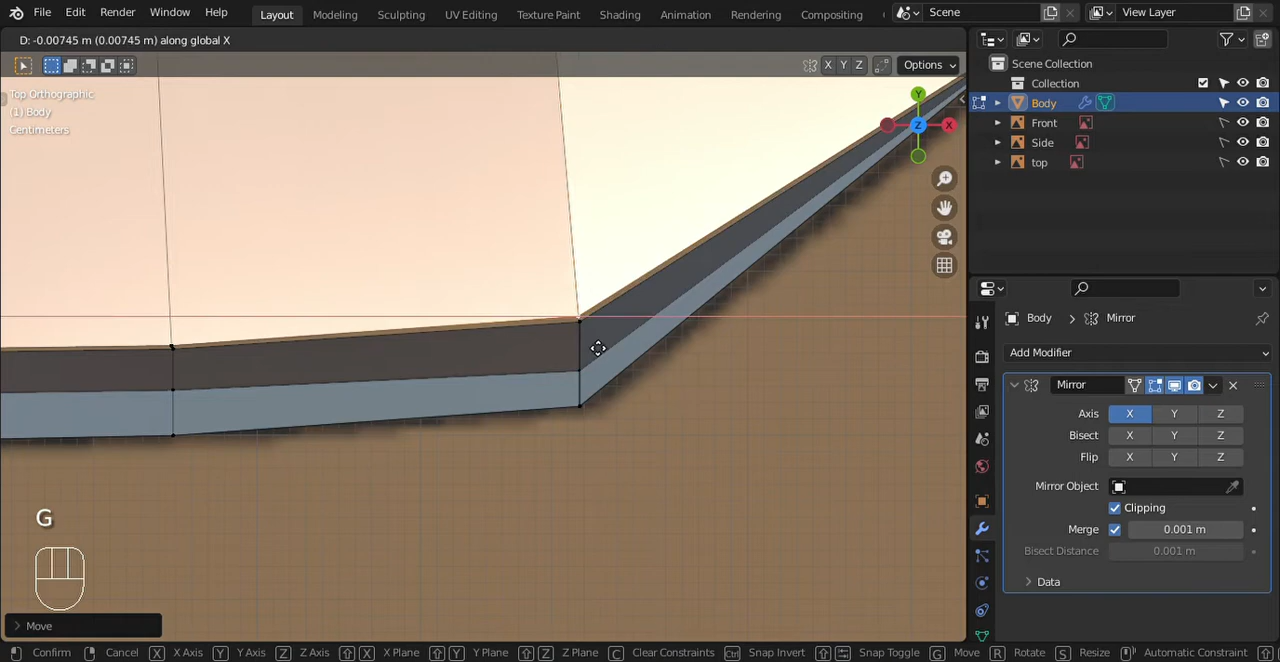 File Edit Render Window Help Layout Modeling Sculpting UV Editing Texture Paint Shading Animation Rendering Compositing Scene View Layer
D: -0.00745 m (0.00745 m) along global X
X Y Z Options
Top Orthographic
(1) Body
Centimeters
Y
Z X
Scene Collection
Collection
Body
Front
Side
top
Body Mirror
Add Modifier
Mirror
Axis X Y Z
Bisect X Y Z
Flip X Y Z
Mirror Object
Clipping
Merge 0.001 m
Bisect Distance 0.001 m
Data
G
Move
Confirm Cancel X X Axis Y Y Axis Z Z Axis X X Plane Y Y Plane Z Z Plane C Clear Constraints Ctrl Snap Invert Snap Toggle G Move R Rotate S Resize Automatic Constraint